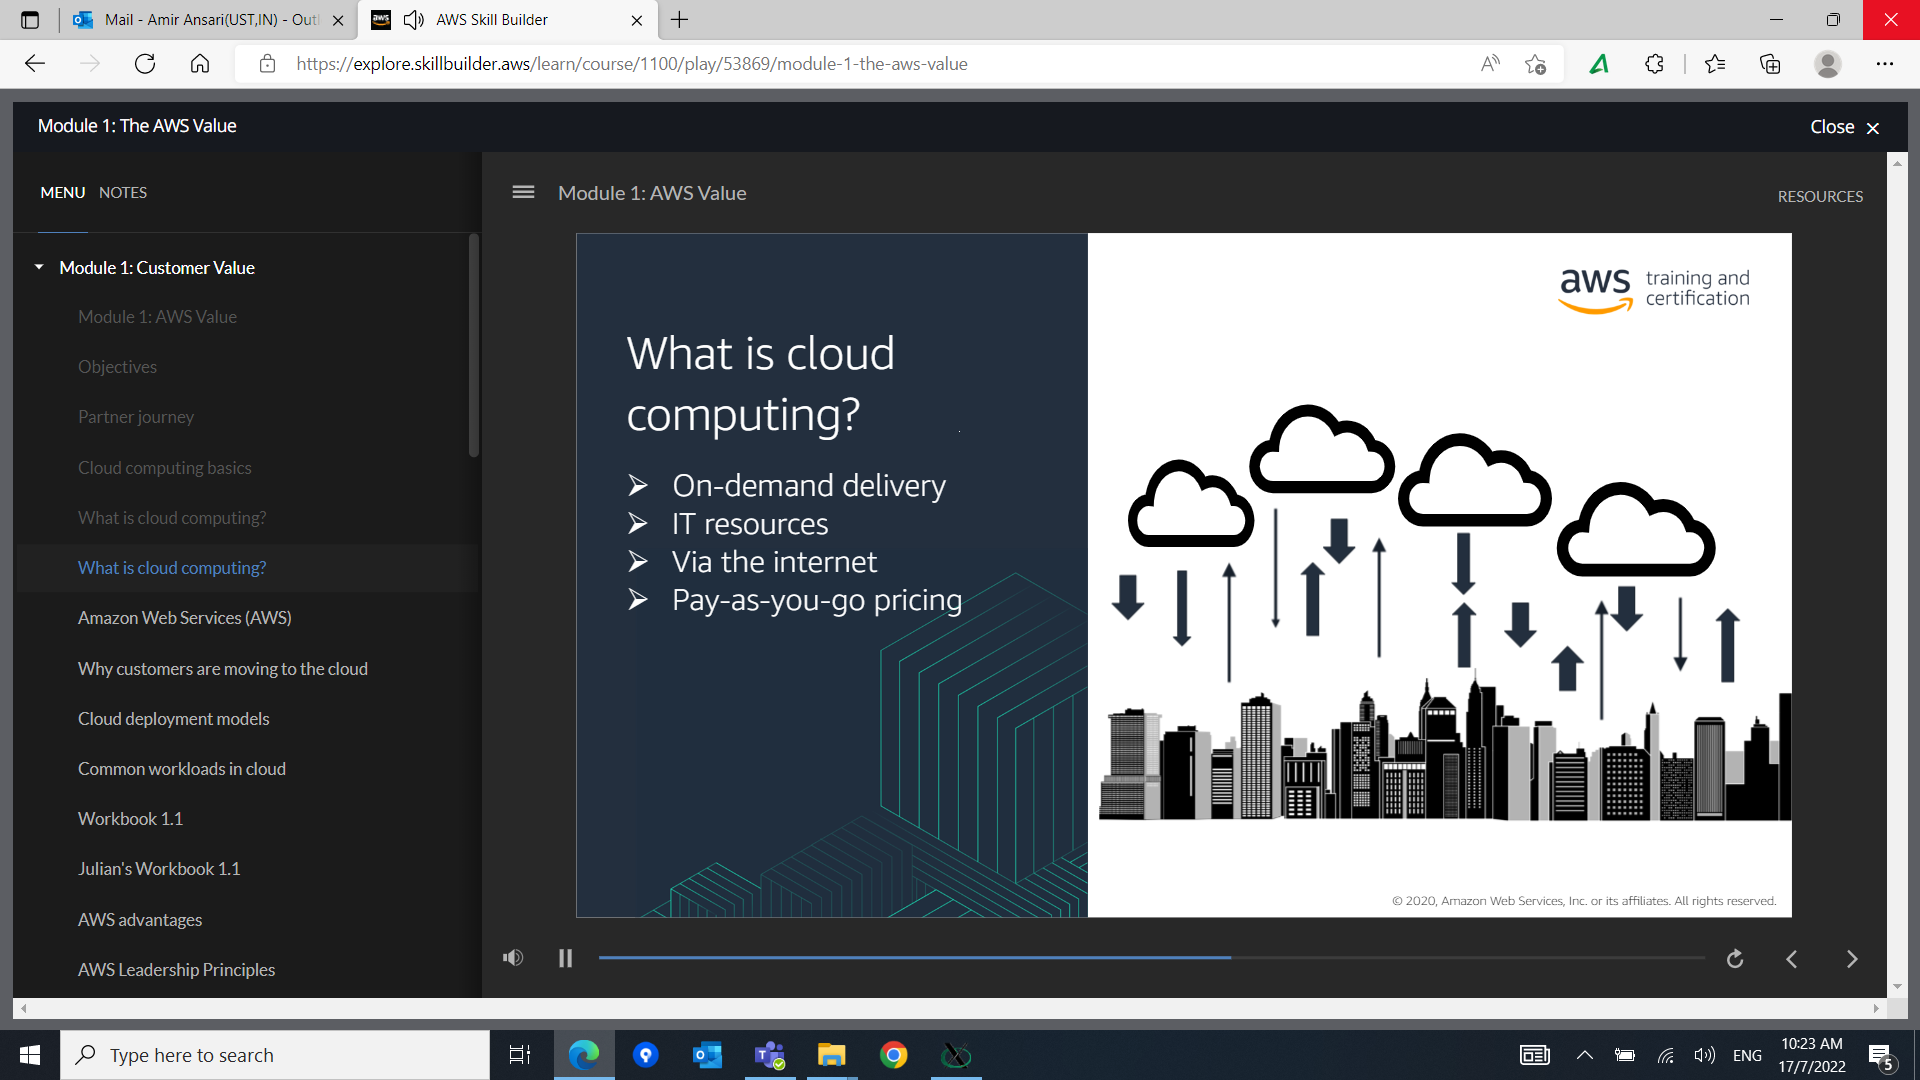 Mail - Amir Ansari(UST,IN) - Outl
aws
AWS Skill Builder
https://explore.skillbuilder.aws/learn/course/1100/play/53869/module-1-the-aws-value
Module 1: The AWS Value
Close
MENU NOTES
Module 1: AWS Value
RESOURCES
Module 1: Customer Value
Module 1: AWS Value
Objectives
Partner journey
Cloud computing basics
What is cloud computing?
What is cloud computing?
Amazon Web Services (AWS)
Why customers are moving to the cloud
Cloud deployment models
Common workloads in cloud
Workbook 1.1
Julian's Workbook 1.1
AWS advantages
AWS Leadership Principles
What is cloud
computing?
➢ On-demand delivery
➢ IT resources
➢ Via the internet
➢ Pay-as-you-go pricing
aws training and
certification
© 2020, Amazon Web Services, Inc. or its affiliates. All rights reserved.
Type here to search
ENG
10:23 AM
17/7/2022
5